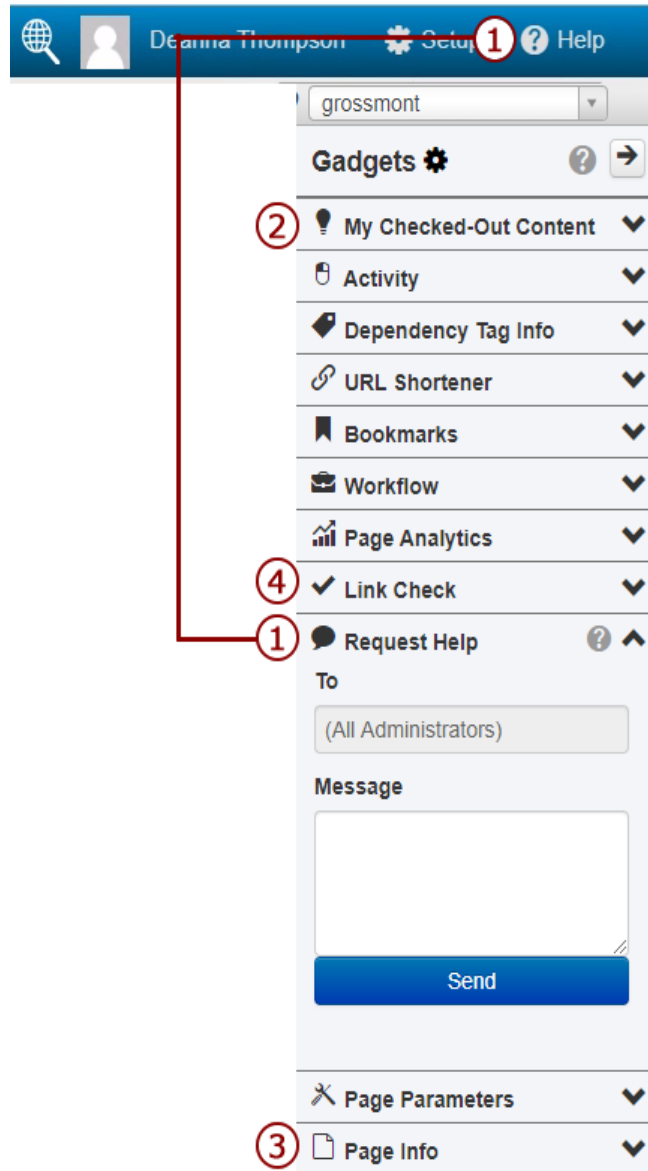 Deanna Thompson Setup 1 ? Help
grossmont
Gadgets ?
2 My Checked-Out Content
Activity
Dependency Tag Info
URL Shortener
Bookmarks
Workflow
Page Analytics
4 Link Check
1 Request Help ?
To
(All Administrators)
Message
Send
Page Parameters
3 Page Info